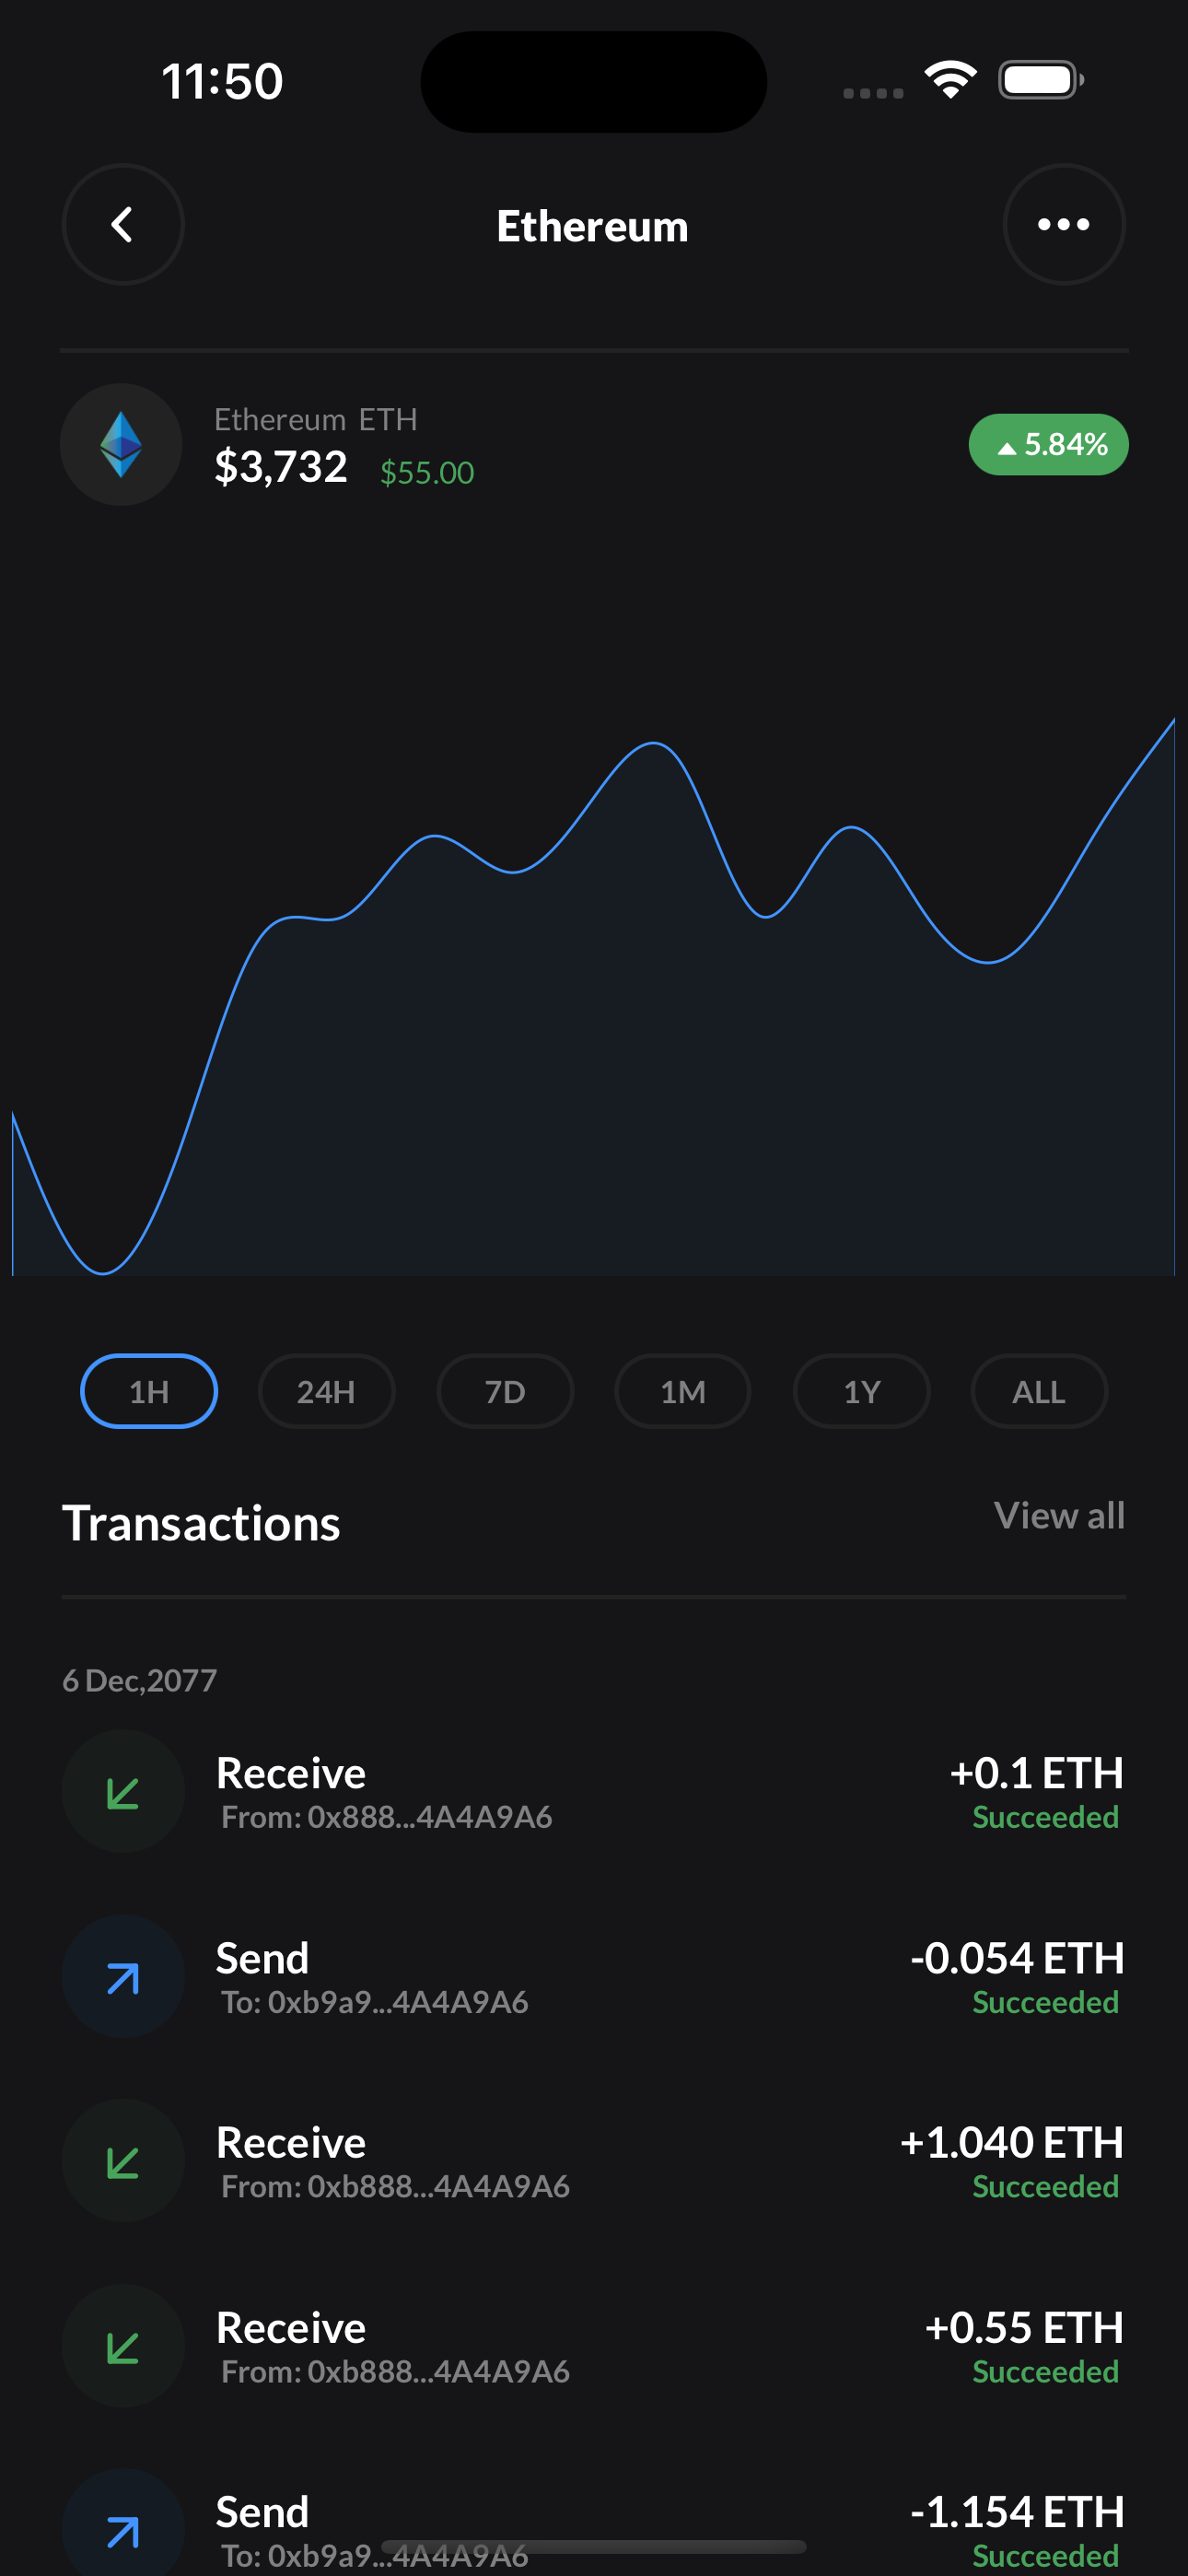 11:50
Ethereum
Ethereum ETH
$3,732 $55.00
5.84%
1H 24H 7D 1M 1Y ALL
Transactions View all
6 Dec,2077
Receive +0.1 ETH
From: 0x888...4A4A9A6 Succeeded
Send -0.054 ETH
To: 0xb9a9...4A4A9A6 Succeeded
Receive +1.040 ETH
From: 0xb888...4A4A9A6 Succeeded
Receive +0.55 ETH
From: 0xb888...4A4A9A6 Succeeded
Send -1.154 ETH
To: 0xb9a9...4A4A9A6 Succeeded